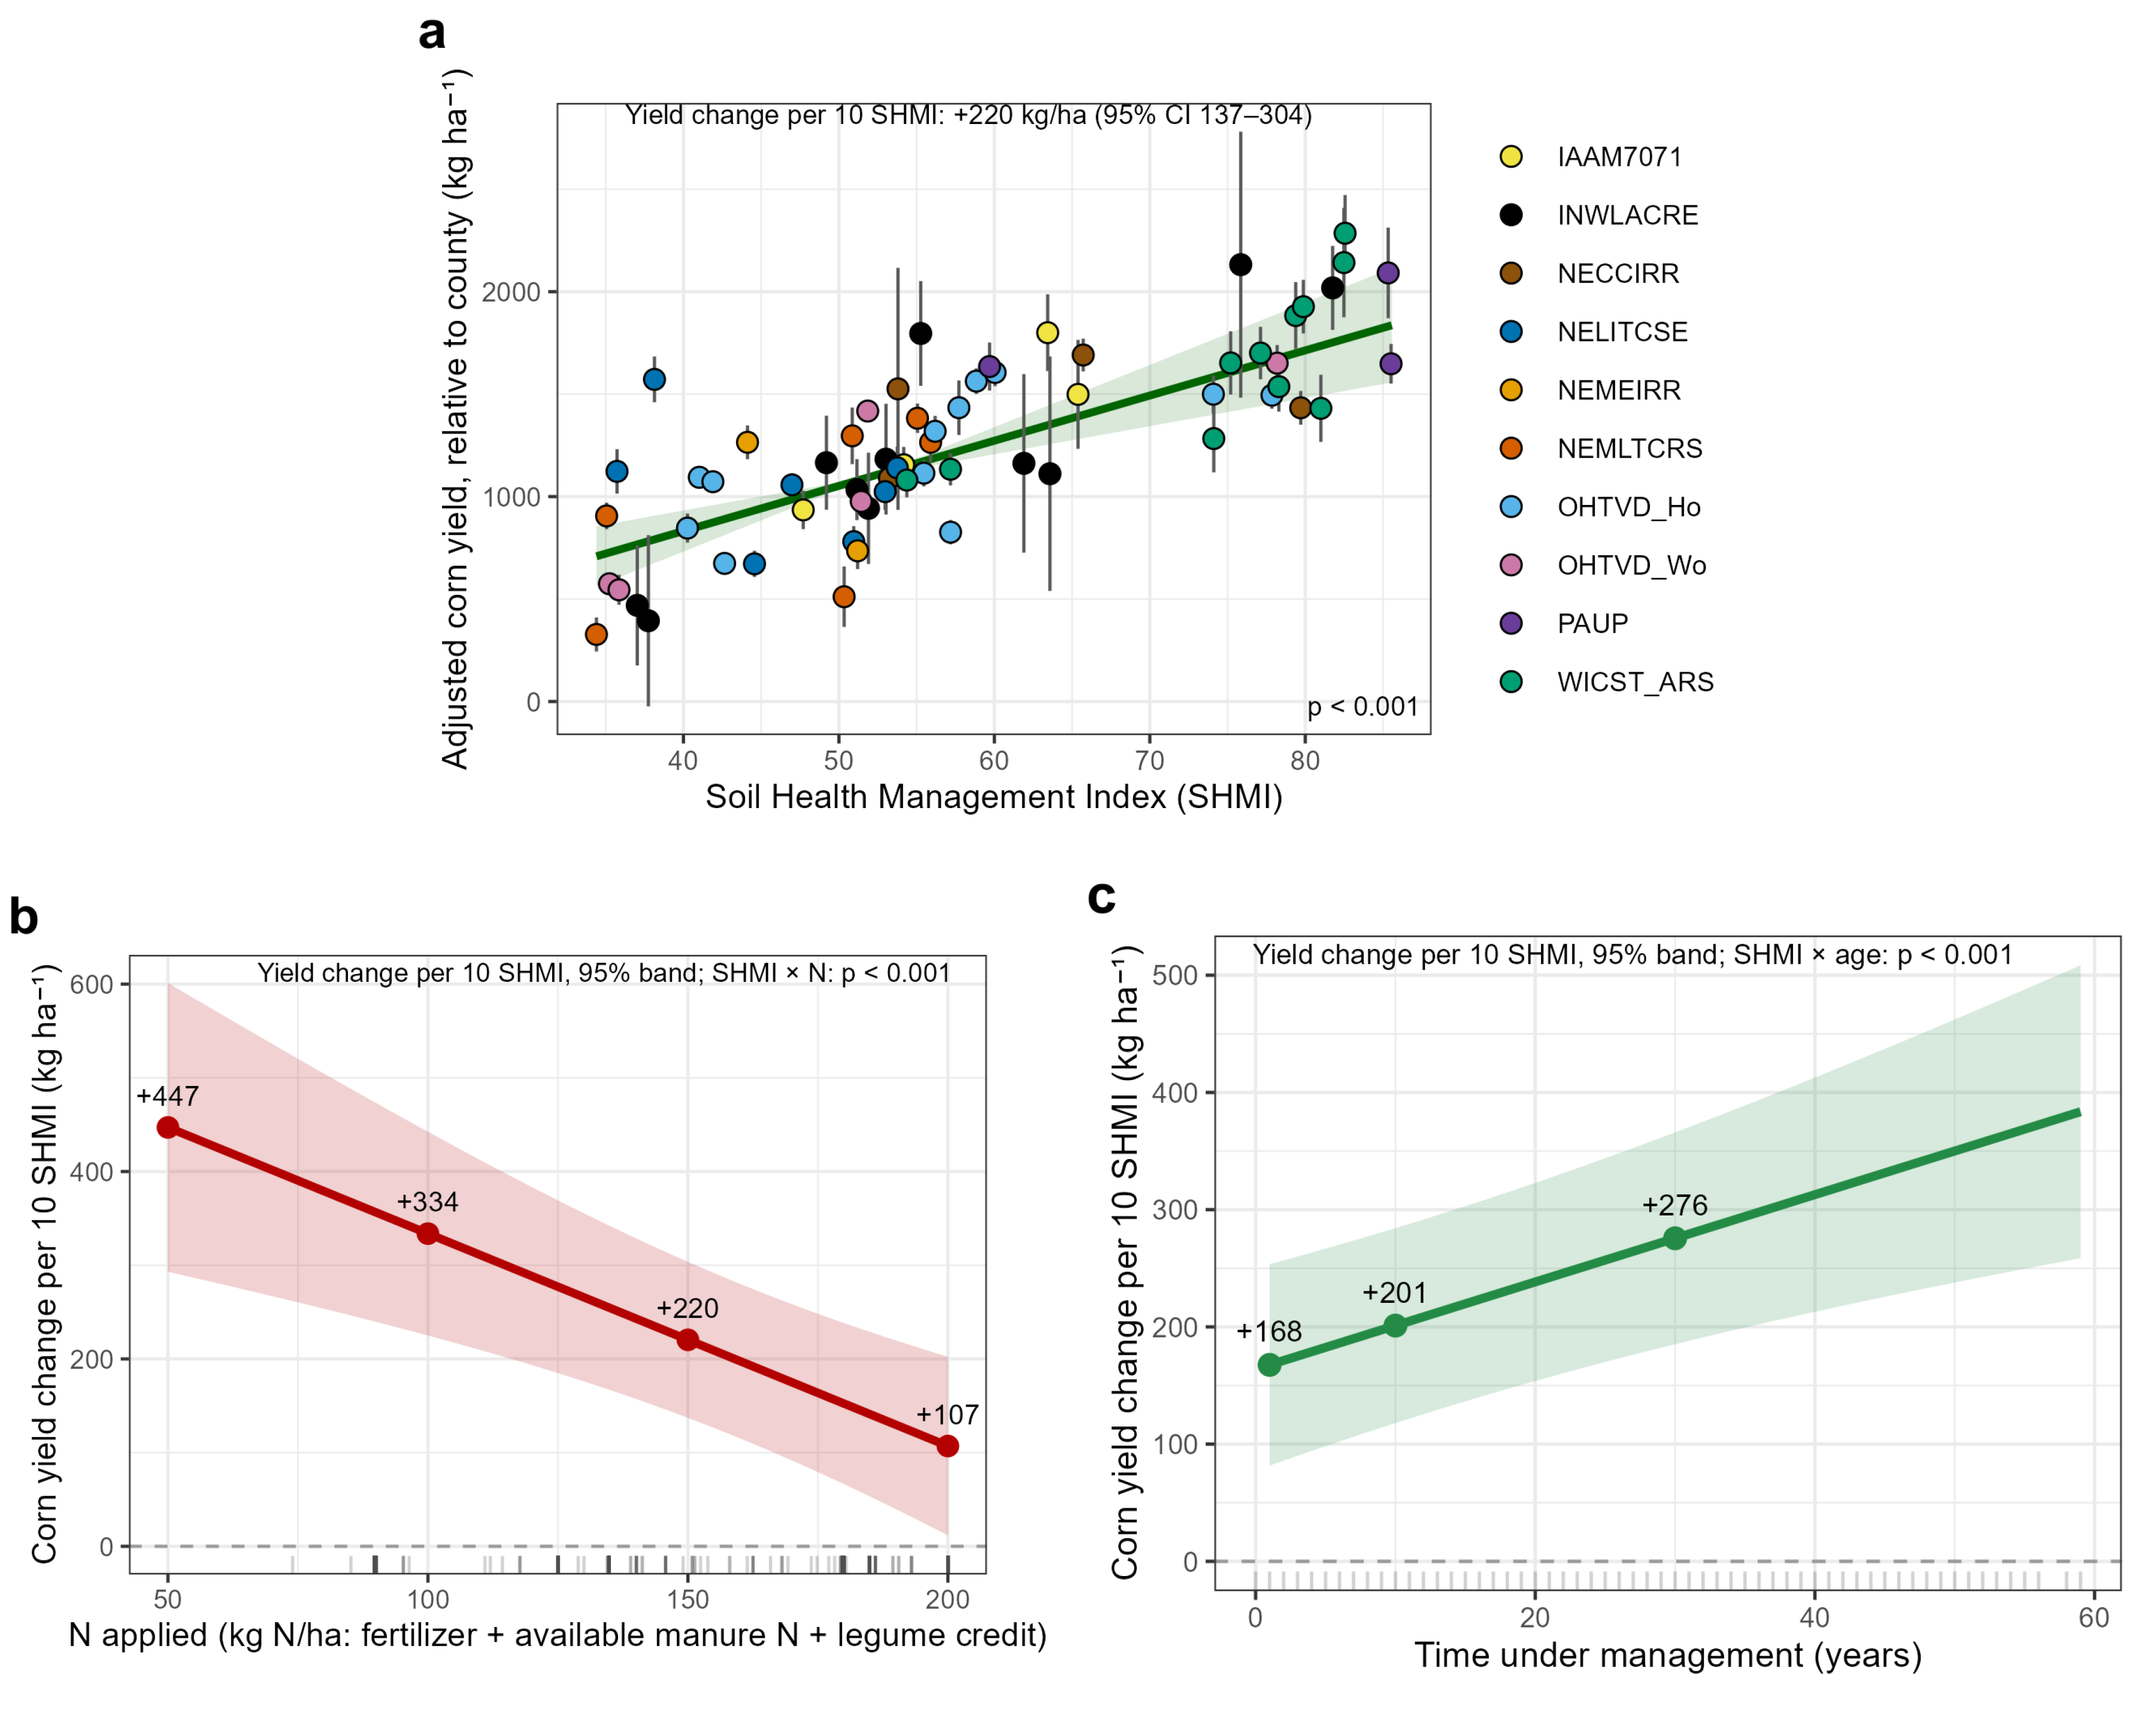 a
Yield change per 10 SHMI: +220 kg/ha (95% CI 137–304)
Adjusted corn yield, relative to county (kg ha⁻¹)
2000
1000
0
p < 0.001
40 50 60 70 80
Soil Health Management Index (SHMI)
IAAM7071
INWLACRE
NECCIRR
NELITCSE
NEMEIRR
NEMLTCRS
OHTVD_Ho
OHTVD_Wo
PAUP
WICST_ARS
b
Yield change per 10 SHMI, 95% band; SHMI × N: p < 0.001
Corn yield change per 10 SHMI (kg ha⁻¹)
600
400
200
0
+447
+334
+220
+107
50 100 150 200
N applied (kg N/ha: fertilizer + available manure N + legume credit)
c
Yield change per 10 SHMI, 95% band; SHMI × age: p < 0.001
Corn yield change per 10 SHMI (kg ha⁻¹)
500
400
300
200
100
0
+168
+201
+276
0 20 40 60
Time under management (years)